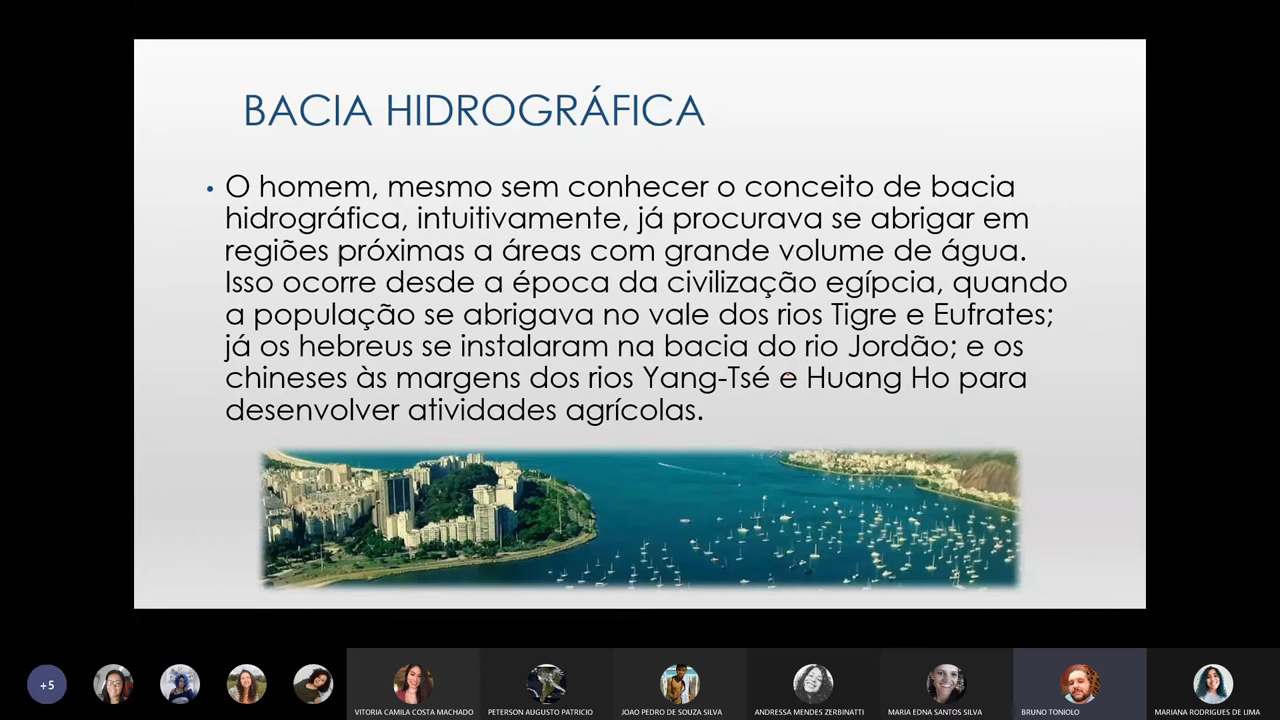 BACIA HIDROGRÁFICA
• O homem, mesmo sem conhecer o conceito de bacia
hidrográfica, intuitivamente, já procurava se abrigar em
regiões próximas a áreas com grande volume de água.
Isso ocorre desde a época da civilização egípcia, quando
a população se abrigava no vale dos rios Tigre e Eufrates;
já os hebreus se instalaram na bacia do rio Jordão; e os
chineses às margens dos rios Yang-Tsé e Huang Ho para
desenvolver atividades agrícolas.
+5
VITORIA CAMILA COSTA MACHADO
PETERSON AUGUSTO PATRICIO
JOAO PEDRO DE SOUZA SILVA
ANDRESSA MENDES ZERBINATTI
MARIA EDNA SANTOS SILVA
BRUNO TONIOLO
MARIANA RODRIGUES DE LIMA